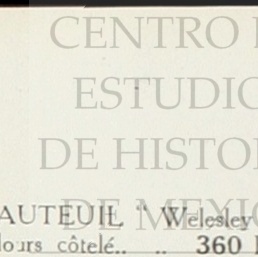 CENTRO
ESTUDIO
DE HISTO
DE MEXIC
AUTEUIL " Welesley
lours côtelé.. .. 360